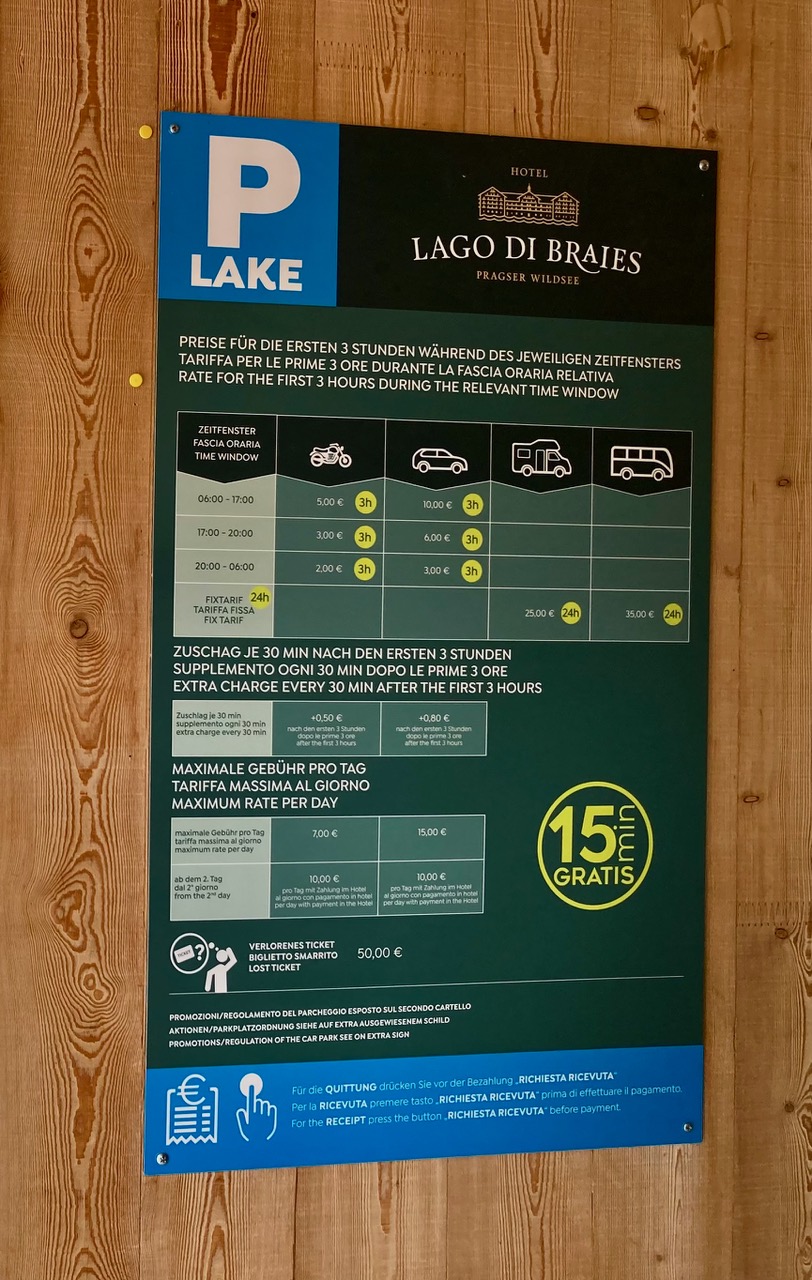 P
LAKE
HOTEL
LAGO DI BRAIES
PRAGSER WILDSEE
PREISE FÜR DIE ERSTEN 3 STUNDEN WÄHREND DES JEWEILIGEN ZEITFENSTERS
TARIFFA PER LE PRIME 3 ORE DURANTE LA FASCIA ORARIA RELATIVA
RATE FOR THE FIRST 3 HOURS DURING THE RELEVANT TIME WINDOW
ZEITFENSTER
FASCIA ORARIA
TIME WINDOW
06:00 - 17:00 5,00 € 3h 10,00 € 3h
17:00 - 20:00 3,00 € 3h 6,00 € 3h
20:00 - 06:00 2,00 € 3h 3,00 € 3h
FIXTARIF 24h
TARIFFA FISSA 25,00 € 24h 35,00 € 24h
FIX TARIF
ZUSCHAG JE 30 MIN NACH DEN ERSTEN 3 STUNDEN
SUPPLEMENTO OGNI 30 MIN DOPO LE PRIME 3 ORE
EXTRA CHARGE EVERY 30 MIN AFTER THE FIRST 3 HOURS
Zuschlag je 30 min
supplemento ogni 30 min
extra charge every 30 min
+0,50 €
nach den ersten 3 Stunden
dopo le prime 3 ore
after the first 3 hours
+0,80 €
nach den ersten 3 Stunden
dopo le prime 3 ore
after the first 3 hours
MAXIMALE GEBÜHR PRO TAG
TARIFFA MASSIMA AL GIORNO
MAXIMUM RATE PER DAY
maximale Gebühr pro Tag
tariffa massima al giorno
maximum rate per day
7,00 €
15,00 €
ab dem 2. Tag
dal 2° giorno
from the 2nd day
10,00 €
pro Tag mit Zahlung im Hotel
al giorno con pagamento in hotel
per day with payment in the Hotel
10,00 €
pro Tag mit Zahlung im Hotel
al giorno con pagamento in hotel
per day with payment in the Hotel
15 min
GRATIS
TICKET ?
VERLORENES TICKET
BIGLIETTO SMARRITO
LOST TICKET
50,00 €
PROMOZIONI/REGOLAMENTO DEL PARCHEGGIO ESPOSTO SUL SECONDO CARTELLO
AKTIONEN/PARKPLATZORDNUNG SIEHE AUF EXTRA AUSGEWIESENEM SCHILD
PROMOTIONS/REGULATION OF THE CAR PARK SEE ON EXTRA SIGN
€
Für die QUITTUNG drücken Sie vor der Bezahlung „RICHIESTA RICEVUTA“
Per la RICEVUTA premere tasto „RICHIESTA RICEVUTA“ prima di effettuare il pagamento.
For the RECEIPT press the button „RICHIESTA RICEVUTA“ before payment.